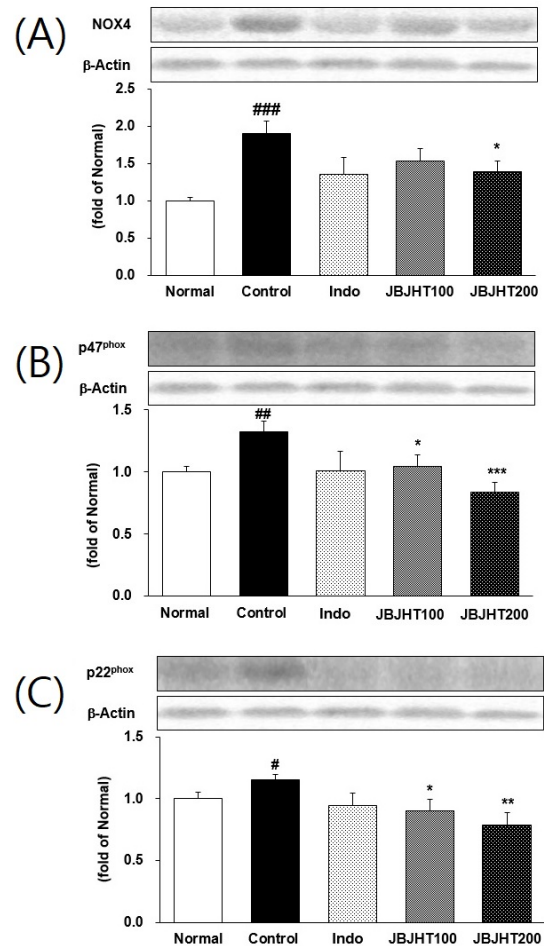 (A)
NOX4
β-Actin
(fold of Normal)
2.5
2.0
1.5
1.0
0.5
0.0
###
*
Normal Control Indo JBJHT100 JBJHT200
(B)
p47phox
β-Actin
(fold of Normal)
1.5
1.0
0.5
0.0
##
*
***
Normal Control Indo JBJHT100 JBJHT200
(C)
p22phox
β-Actin
(fold of Normal)
1.5
1.0
0.5
0.0
#
*
**
Normal Control Indo JBJHT100 JBJHT200